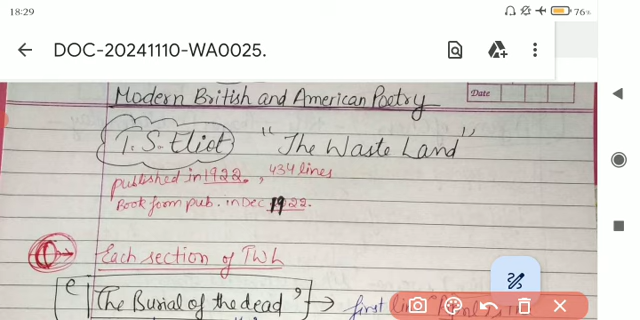 18:29
76%
DOC-20241110-WA0025.
Modern British and American Poetry
Date
T.S. Eliot "The Waste Land"
published in 1922., 434 lines
Book form pub. in Dec 1922.
Each section of TWL
"The Burial of the dead" → first line